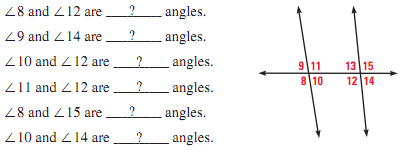 ∠8 and ∠12 are ___?___ angles.
∠9 and ∠14 are ___?___ angles.
∠10 and ∠12 are ___?___ angles.
∠11 and ∠12 are ___?___ angles.
∠8 and ∠15 are ___?___ angles.
∠10 and ∠14 are ___?___ angles.
9 11 13 15
8 10 12 14